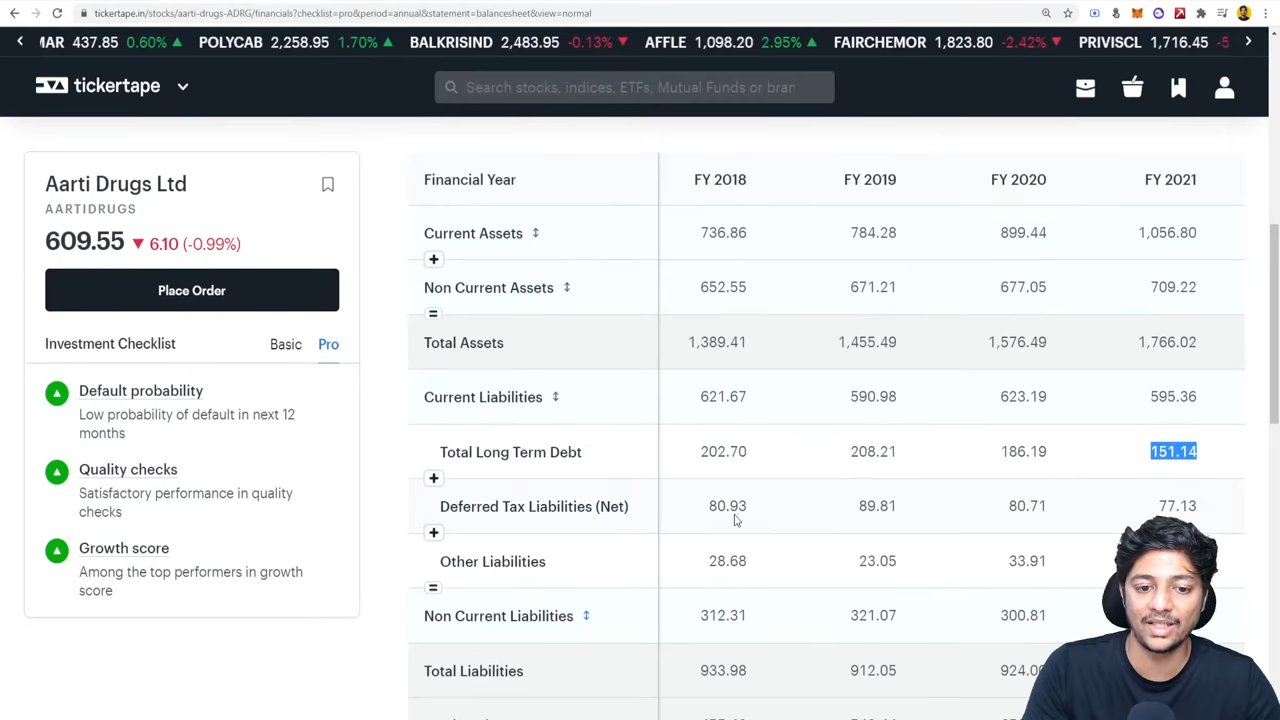 tickertape.in/stocks/aarti-drugs-ADRG/financials?checklist=pro&period=annual&statement=balancesheet&view=normal
MAR 437.85 0.60% POLYCAB 2,258.95 1.70% BALKRISIND 2,483.95 -0.13% AFFLE 1,098.20 2.95% FAIRCHEMOR 1,823.80 -2.42% PRIVISCL 1,716.45 -5
tickertape
Search stocks, indices, ETFs, Mutual Funds or bran
Aarti Drugs Ltd
AARTIDRUGS
609.55 6.10 (-0.99%)
Place Order
Investment Checklist Basic Pro
Default probability
Low probability of default in next 12
months
Quality checks
Satisfactory performance in quality
checks
Growth score
Among the top performers in growth
score
Financial Year FY 2018 FY 2019 FY 2020 FY 2021
Current Assets 736.86 784.28 899.44 1,056.80
Non Current Assets 652.55 671.21 677.05 709.22
Total Assets 1,389.41 1,455.49 1,576.49 1,766.02
Current Liabilities 621.67 590.98 623.19 595.36
Total Long Term Debt 202.70 208.21 186.19 151.14
Deferred Tax Liabilities (Net) 80.93 89.81 80.71 77.13
Other Liabilities 28.68 23.05 33.91
Non Current Liabilities 312.31 321.07 300.81
Total Liabilities 933.98 912.05